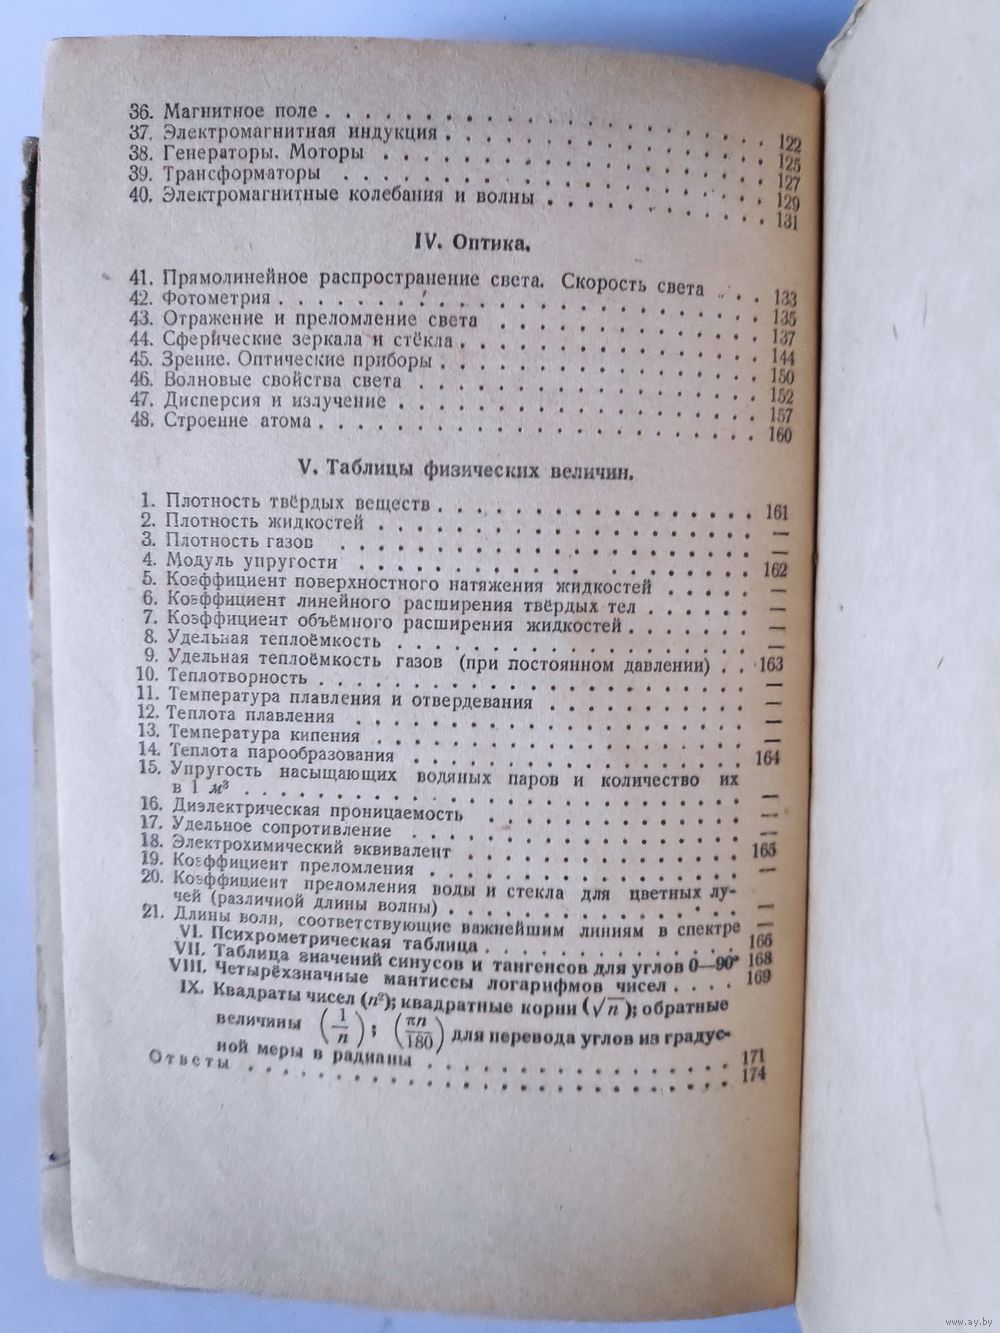 36. Магнитное поле . . . . . . . . . . . . . . . . 122
37. Электромагнитная индукция . . . . . . . . . . . . 125
38. Генераторы. Моторы . . . . . . . . . . . . . . 127
39. Трансформаторы . . . . . . . . . . . . . . . . 129
40. Электромагнитные колебания и волны . . . . . . . . . 131
IV. Оптика.
41. Прямолинейное распространение света. Скорость света . . . 133
42. Фотометрия . . . . . . . . . . . . . . . . . . 135
43. Отражение и преломление света . . . . . . . . . . . 137
44. Сферические зеркала и стёкла . . . . . . . . . . . 144
45. Зрение. Оптические приборы . . . . . . . . . . . . 150
46. Волновые свойства света . . . . . . . . . . . . . 152
47. Дисперсия и излучение . . . . . . . . . . . . . . 157
48. Строение атома . . . . . . . . . . . . . . . . . 160
V. Таблицы физических величин.
1. Плотность твёрдых веществ . . . . . . . . . . . . 161
2. Плотность жидкостей . . . . . . . . . . . . . . —
3. Плотность газов . . . . . . . . . . . . . . . . —
4. Модуль упругости . . . . . . . . . . . . . . . 162
5. Коэффициент поверхностного натяжения жидкостей . . . . . —
6. Коэффициент линейного расширения твёрдых тел . . . . . —
7. Коэффициент объёмного расширения жидкостей . . . . . . —
8. Удельная теплоёмкость . . . . . . . . . . . . . —
9. Удельная теплоёмкость газов (при постоянном давлении) . . 163
10. Теплотворность . . . . . . . . . . . . . . . . —
11. Температура плавления и отвердевания . . . . . . . . —
12. Теплота плавления . . . . . . . . . . . . . . . —
13. Температура кипения . . . . . . . . . . . . . . —
14. Теплота парообразования . . . . . . . . . . . . . 164
15. Упругость насыщающих водяных паров и количество их
в 1 м³ . . . . . . . . . . . . . . . . . . . —
16. Диэлектрическая проницаемость . . . . . . . . . . —
17. Удельное сопротивление . . . . . . . . . . . . . —
18. Электрохимический эквивалент . . . . . . . . . . . 165
19. Коэффициент преломления . . . . . . . . . . . . . —
20. Коэффициент преломления воды и стекла для цветных лу-
чей (различной длины волны) . . . . . . . . . . . —
21. Длины волн, соответствующие важнейшим линиям в спектре —
VI. Психрометрическая таблица . . . . . . . . . . . 166
VII. Таблица значений синусов и тангенсов для углов 0—90° 168
VIII. Четырёхзначные мантиссы логарифмов чисел . . . . 169
IX. Квадраты чисел (n²); квадратные корни (√n); обратные
величины (1/n); (πn/180) для перевода углов из градус-
ной меры в радианы . . . . . . . . . . . . . 171
Ответы . . . . . . . . . . . . . . . . . . . . 174
www.ay.by